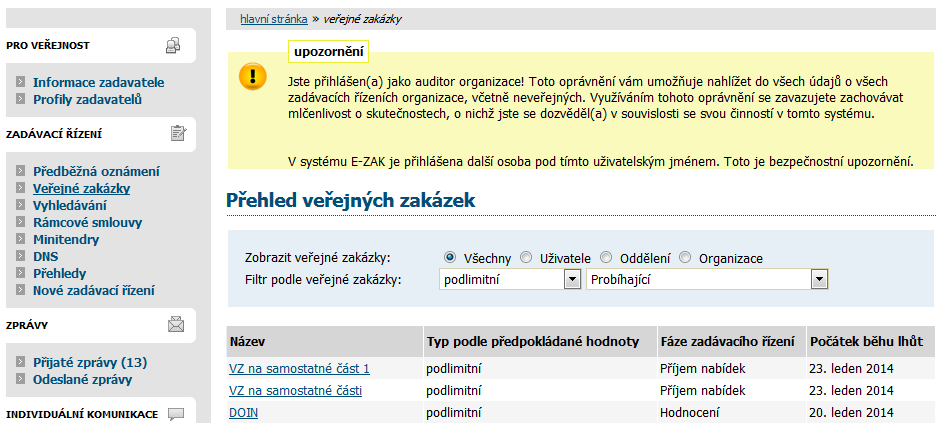 hlavní stránka » veřejné zakázky
PRO VEŘEJNOST
Informace zadavatele
Profily zadavatelů
ZADÁVACÍ ŘÍZENÍ
Předběžná oznámení
Veřejné zakázky
Vyhledávání
Rámcové smlouvy
Minitendry
DNS
Přehledy
Nové zadávací řízení
ZPRÁVY
Přijaté zprávy (13)
Odeslané zprávy
INDIVIDUÁLNÍ KOMUNIKACE
upozornění
Jste přihlášen(a) jako auditor organizace! Toto oprávnění vám umožňuje nahlížet do všech údajů o všech
zadávacích řízeních organizace, včetně neveřejných. Využíváním tohoto oprávnění se zavazujete zachovávat
mlčenlivost o skutečnostech, o nichž jste se dozvěděl(a) v souvislosti se svou činností v tomto systému.
V systému E-ZAK je přihlášena další osoba pod tímto uživatelským jménem. Toto je bezpečnostní upozornění.
Přehled veřejných zakázek
Zobrazit veřejné zakázky: Všechny Uživatele Oddělení Organizace
Filtr podle veřejné zakázky: podlimitní Probíhající
Název Typ podle předpokládané hodnoty Fáze zadávacího řízení Počátek běhu lhůt
VZ na samostatné část 1 podlimitní Příjem nabídek 23. leden 2014
VZ na samostatné části podlimitní Příjem nabídek 23. leden 2014
DOIN podlimitní Hodnocení 20. leden 2014